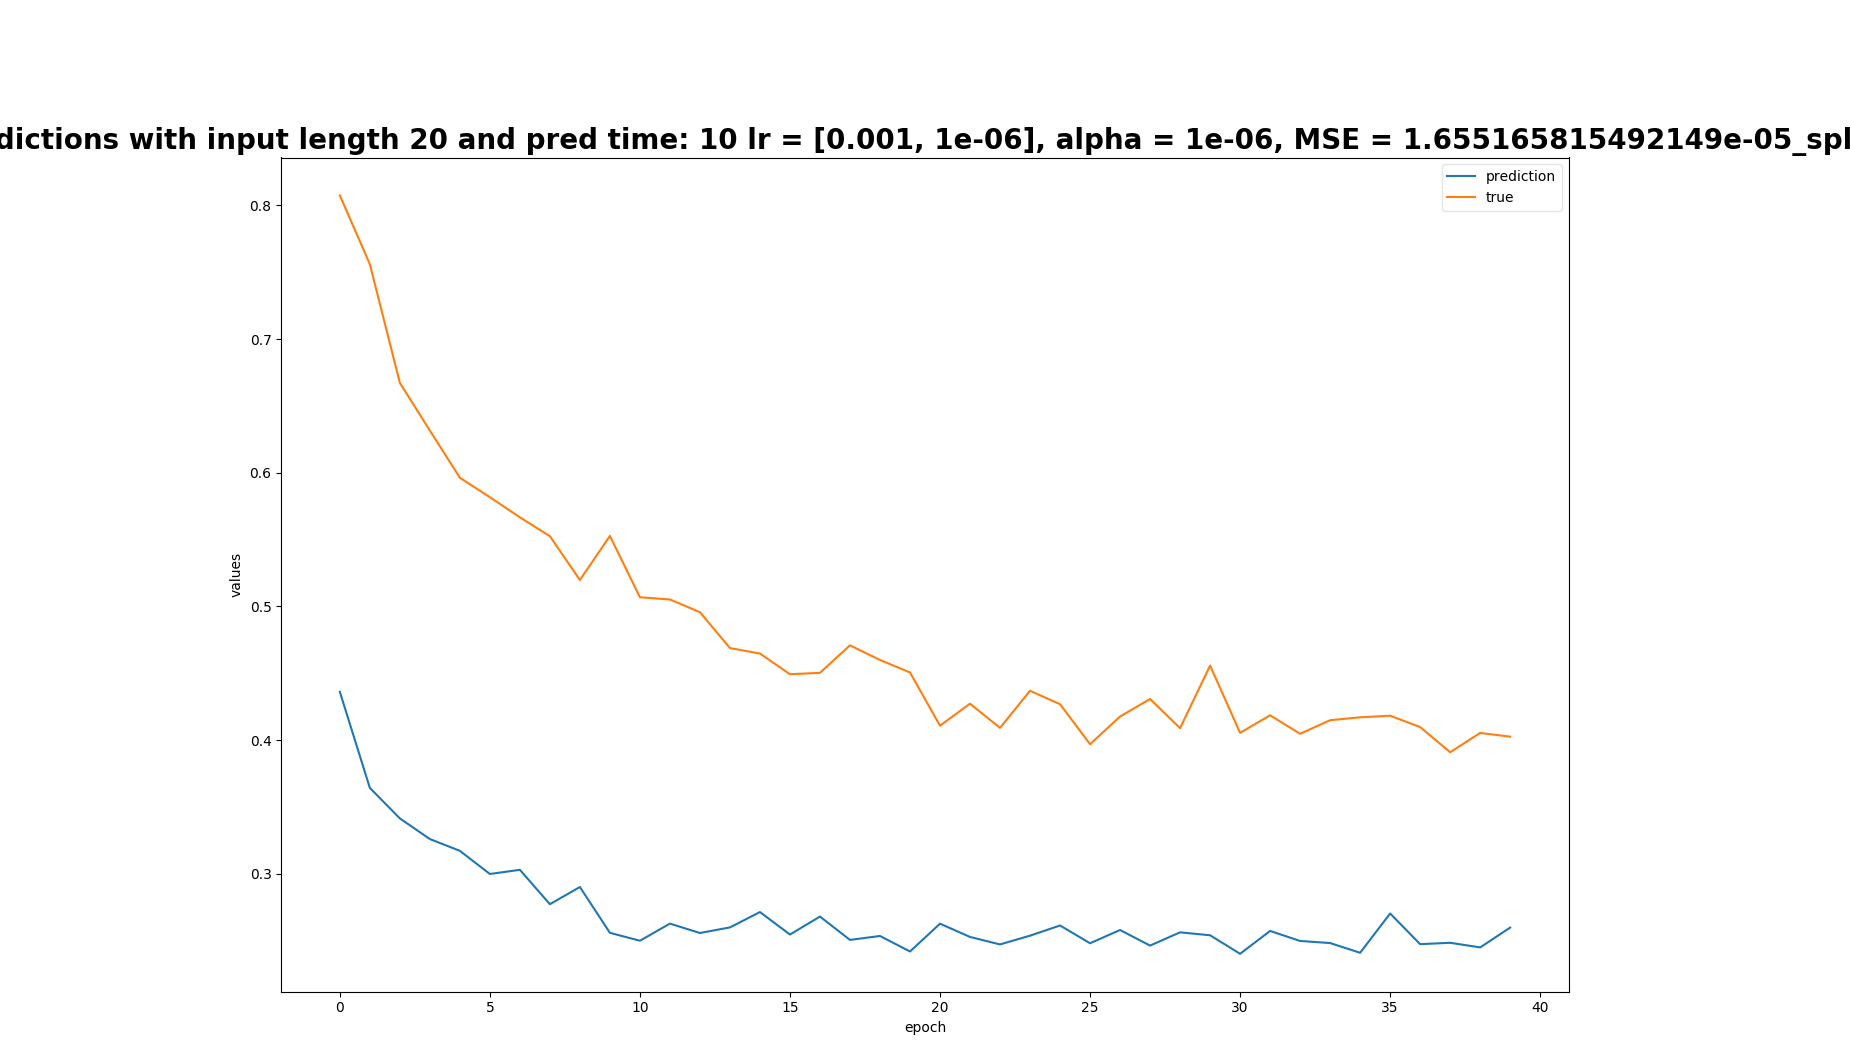 dictions with input length 20 and pred time: 10 lr = [0.001, 1e-06], alpha = 1e-06, MSE = 1.655165815492149e-05_spl
prediction
true
0.8
0.7
0.6
0.5
0.4
0.3
values
0 5 10 15 20 25 30 35 40
epoch